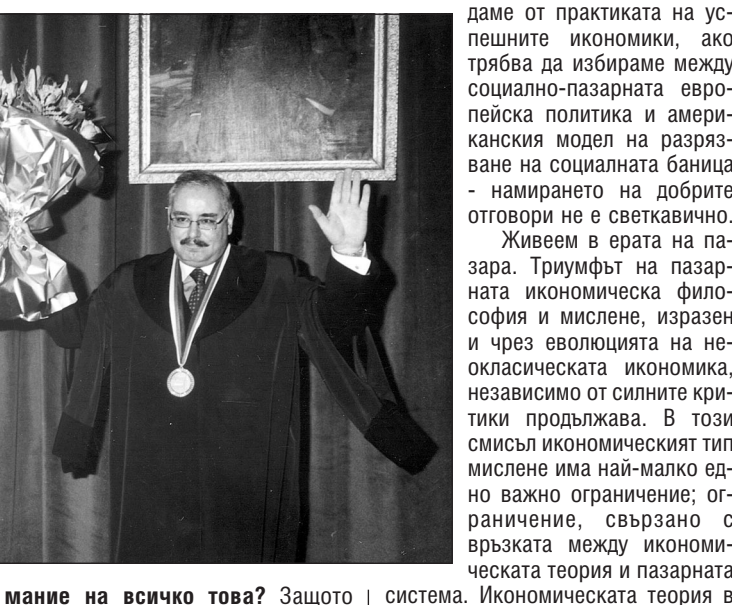 даме от практиката на ус-
пешните икономики, ако
трябва да избираме между
социално-пазарната евро-
пейска политика и амери-
канския модел на разряз-
ване на социалната баница
- намирането на добрите
отговори не е светкавично.
Живеем в ерата на па-
зара. Триумфът на пазар-
ната икономическа фило-
софия и мислене, изразен
и чрез еволюцията на не-
окласическата икономика,
независимо от силните кри-
тики продължава. В този
смисъл икономическият тип
мислене има най-малко ед-
но важно ограничение; ог-
раничение, свързано с
връзката между икономи-
ческата теория и пазарната
мание на всичко това? Защото
система. Икономическата теория в